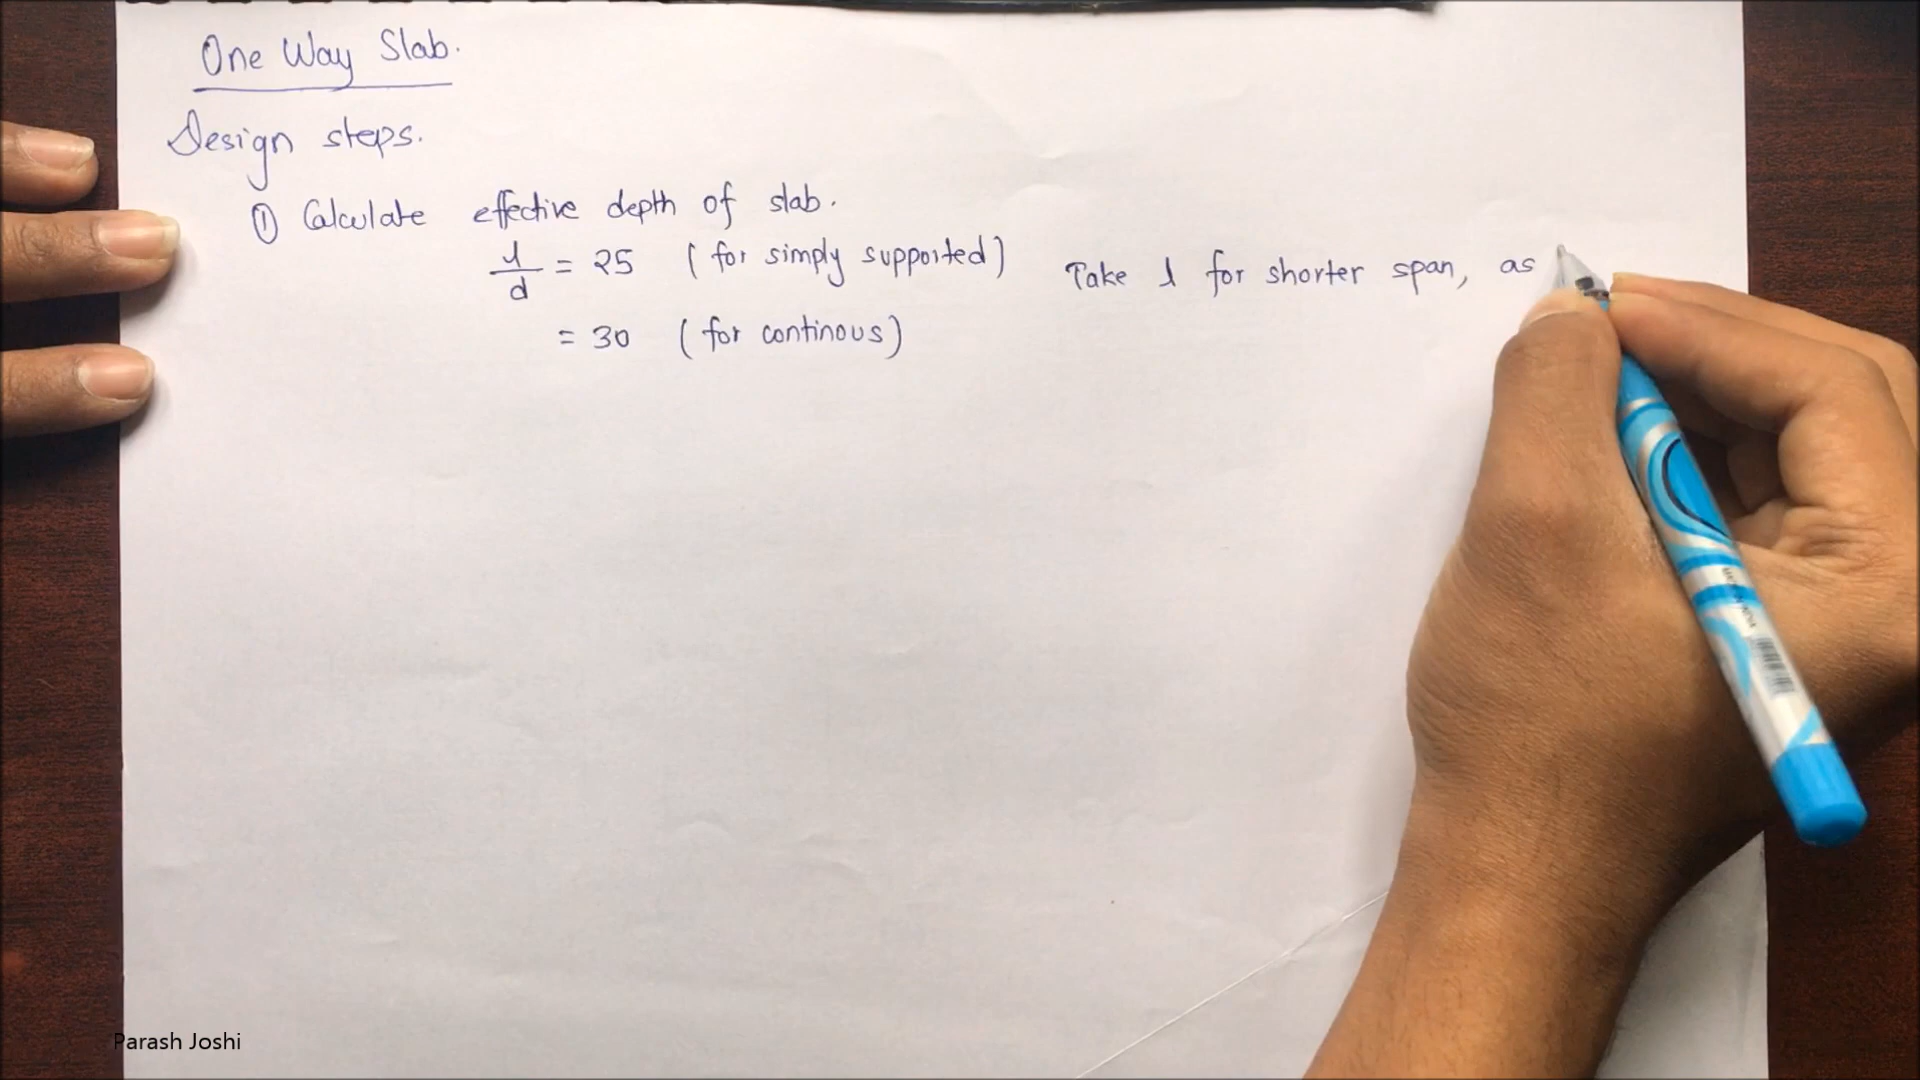 One Way Slab.
Design steps.
① Calculate effective depth of slab.
l/d = 25 (for simply supported) Take l for shorter span, as
= 30 (for continous)
Parash Joshi